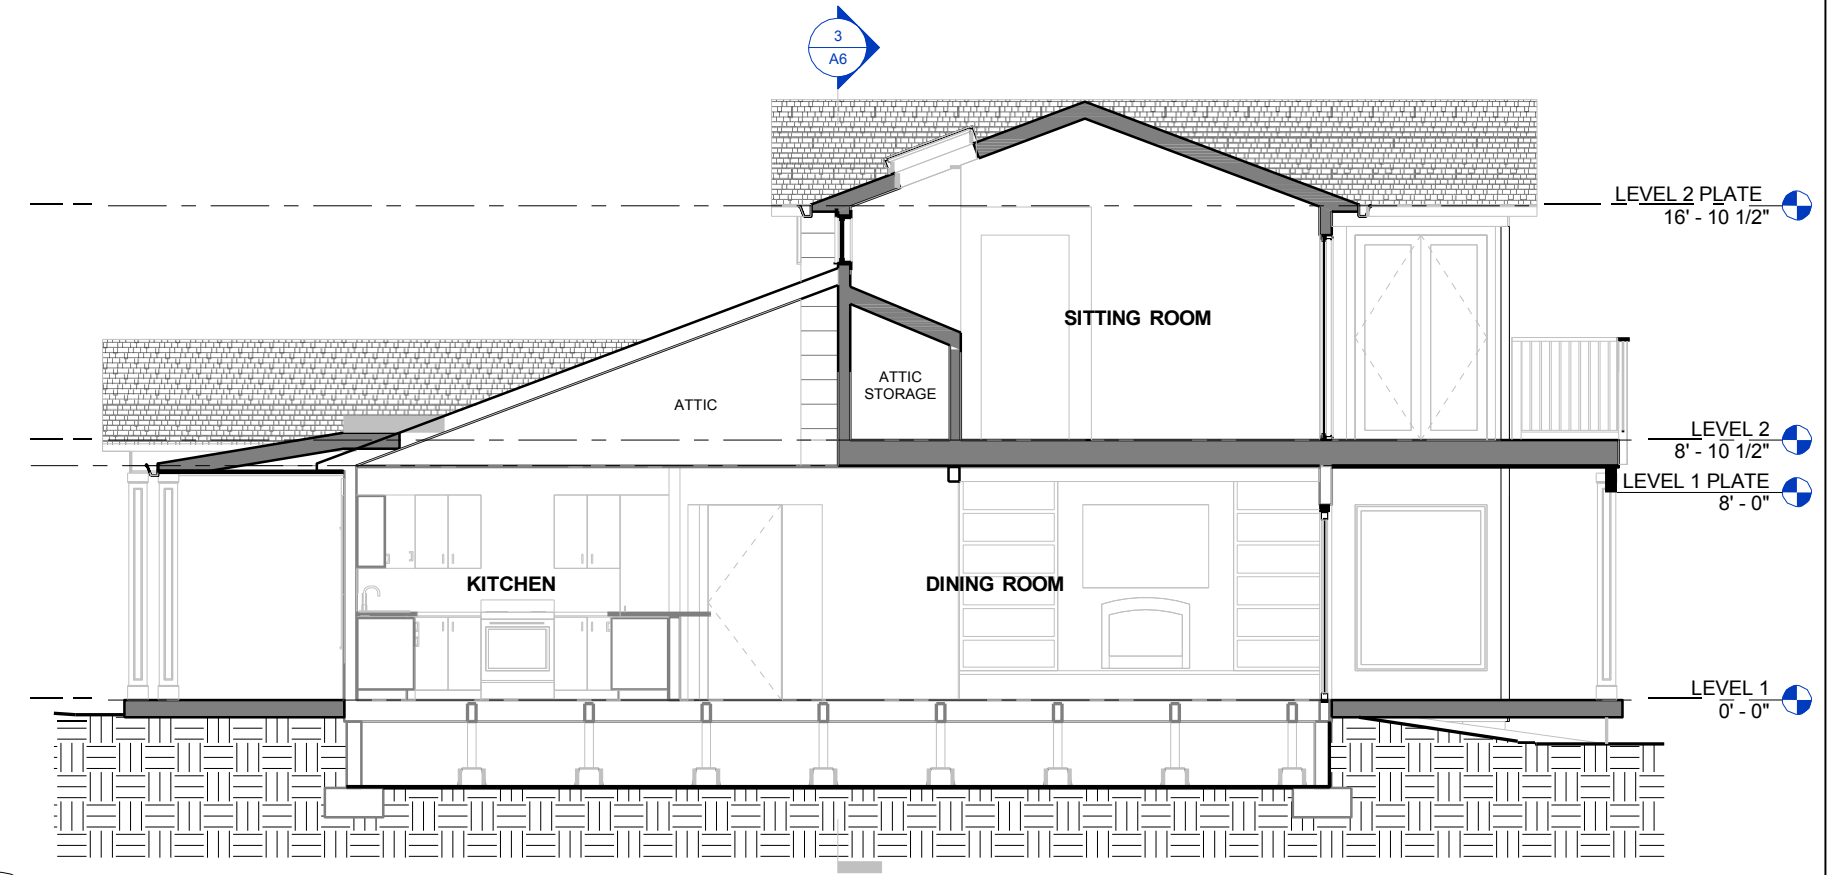 3
A6
LEVEL 2 PLATE
16' - 10 1/2"
SITTING ROOM
ATTIC
STORAGE
ATTIC
LEVEL 2
8' - 10 1/2"
LEVEL 1 PLATE
8' - 0"
KITCHEN
DINING ROOM
LEVEL 1
0' - 0"